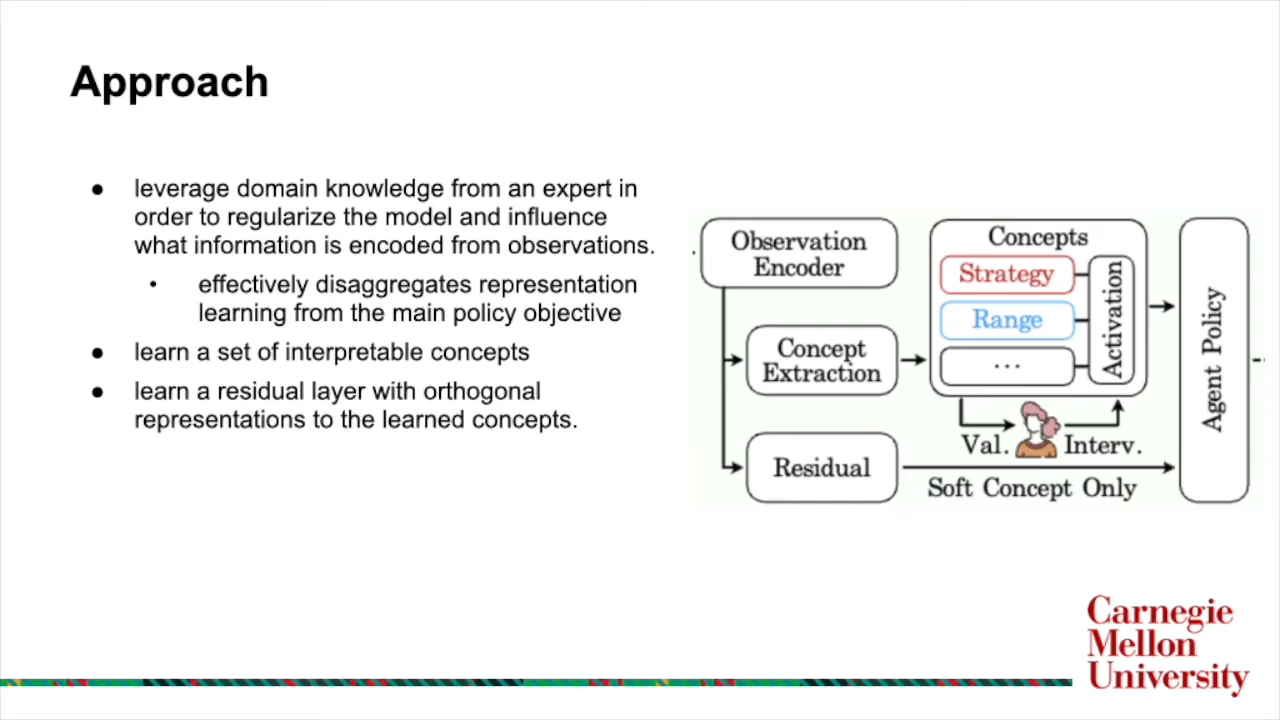 Approach
● leverage domain knowledge from an expert in
order to regularize the model and influence
what information is encoded from observations.
• effectively disaggregates representation
learning from the main policy objective
● learn a set of interpretable concepts
● learn a residual layer with orthogonal
representations to the learned concepts.
Observation
Encoder
Concept
Extraction
Residual
Concepts
Strategy
Range
...
Activation
Val.
Interv.
Soft Concept Only
Agent Policy
Carnegie
Mellon
University